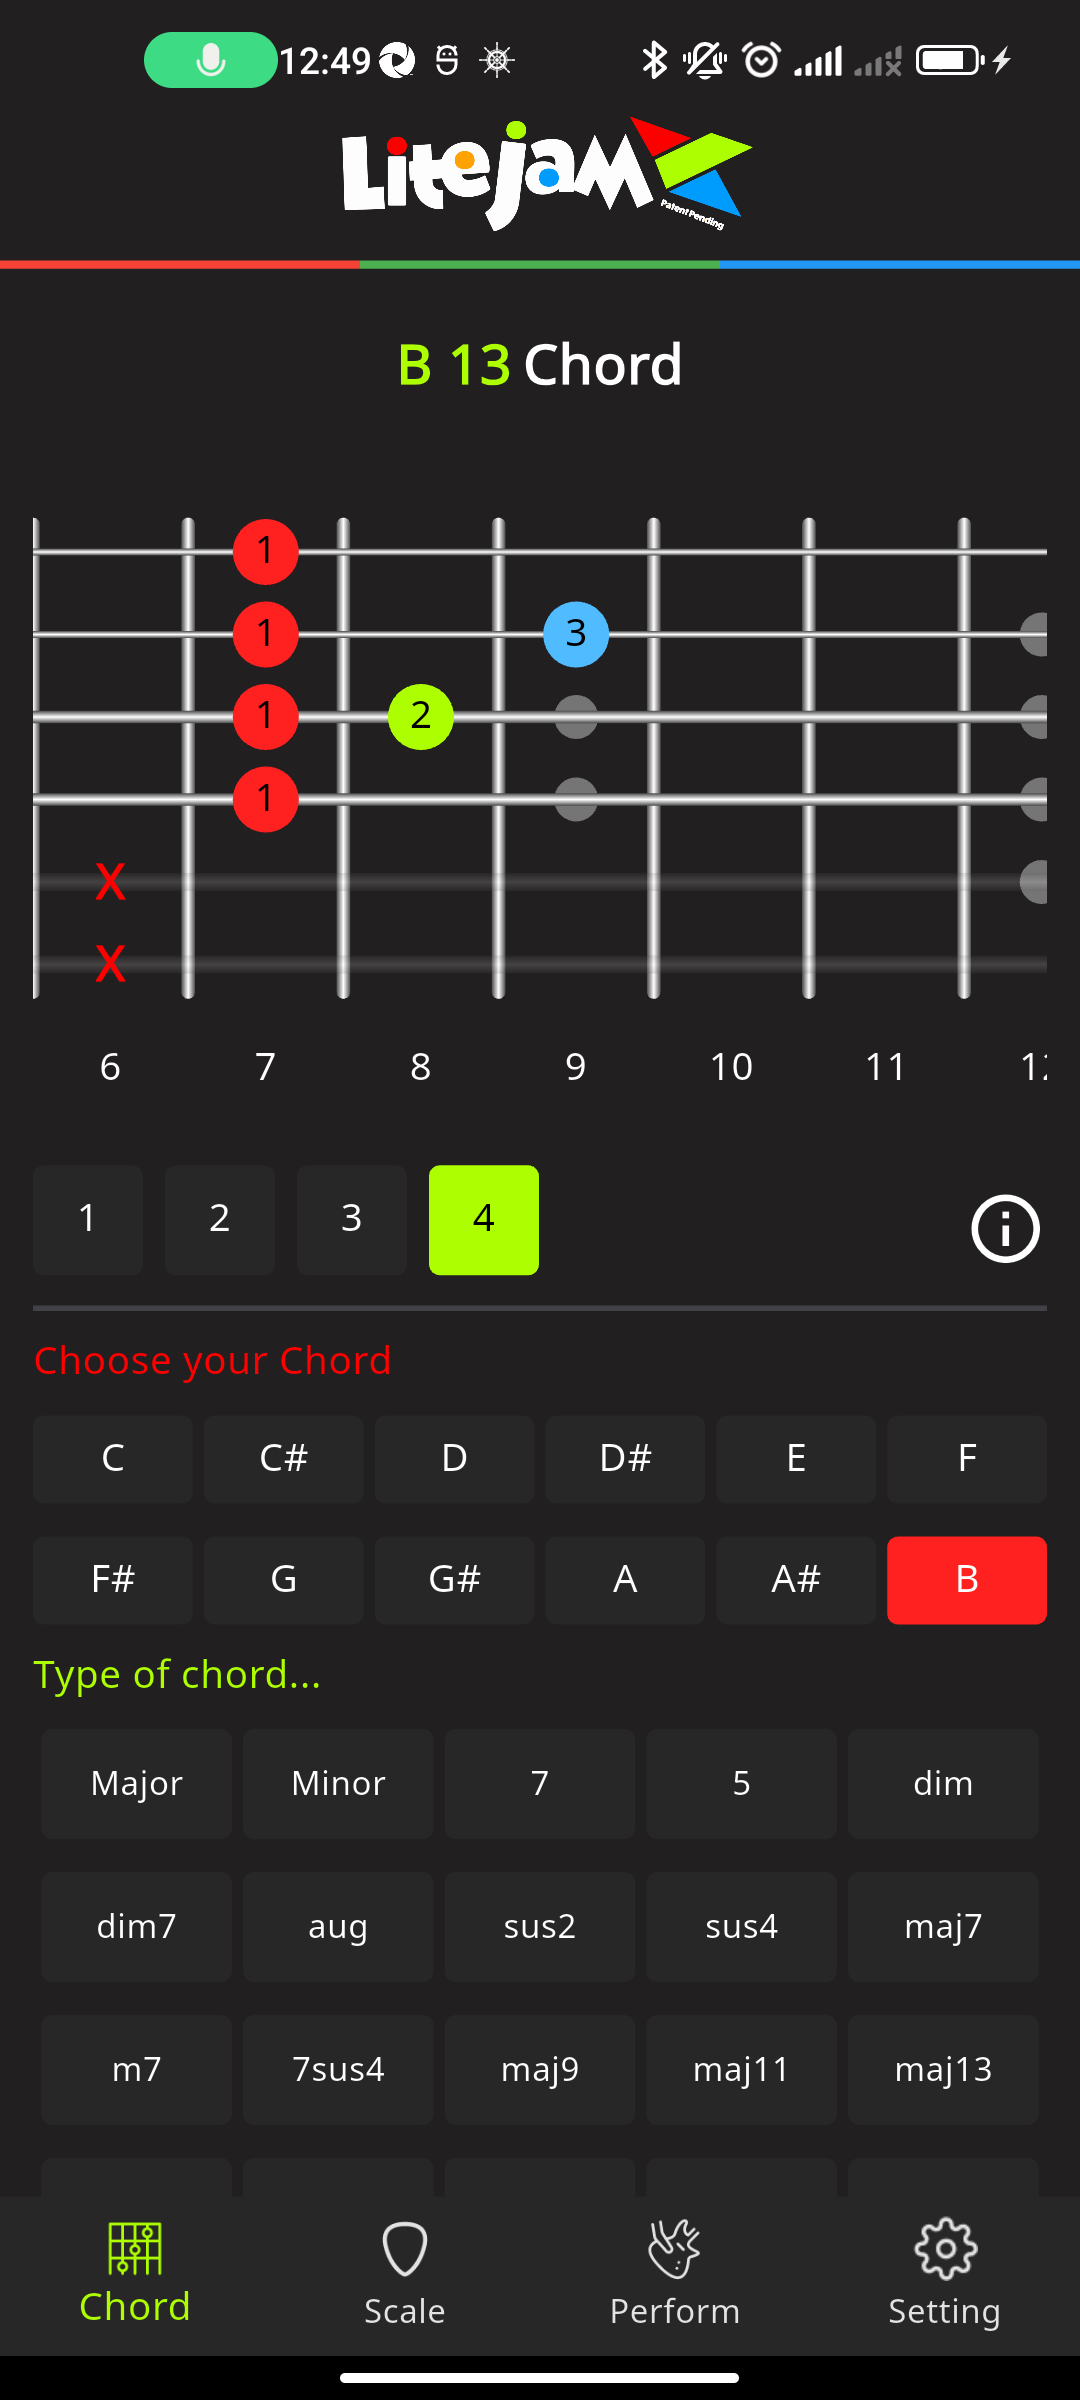 12:49
Litejam
Patent Pending
B 13 Chord
1
1 3
1 2
1
X
X
6 7 8 9 10 11
1 2 3 4
Choose your Chord
C C# D D# E F
F# G G# A A# B
Type of chord...
Major Minor 7 5 dim
dim7 aug sus2 sus4 maj7
m7 7sus4 maj9 maj11 maj13
Chord Scale Perform Setting